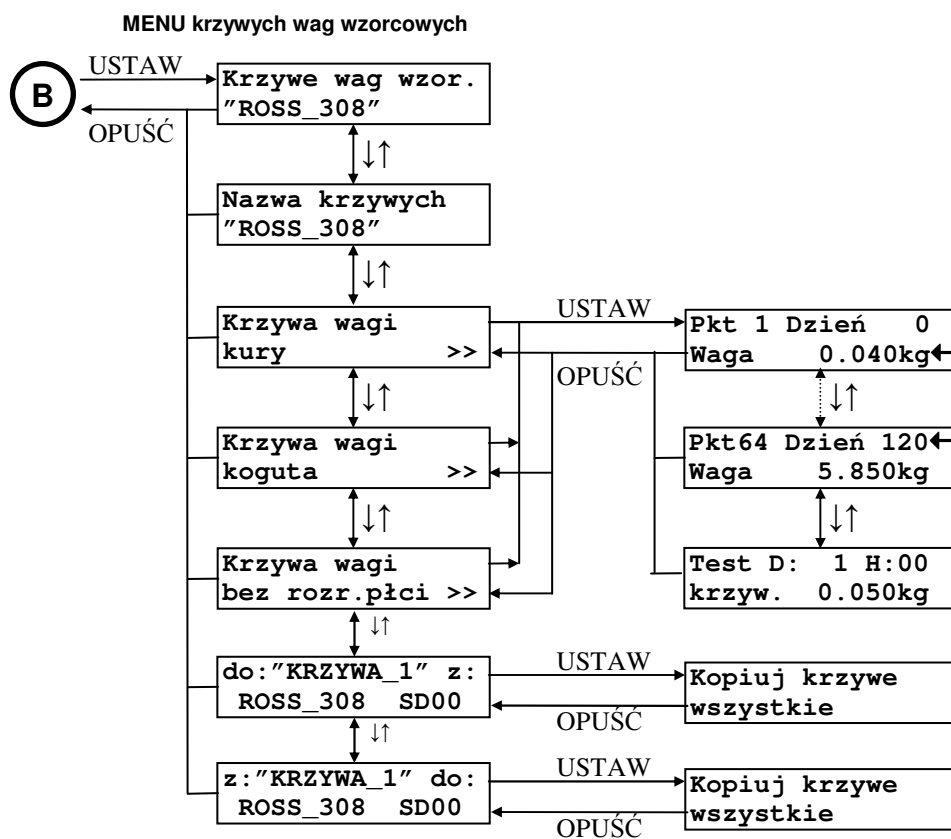 MENU krzywych wag wzorcowych
B
USTAW
OPUŚĆ
Krzywe wag wzor.
”ROSS_308”
↓↑
Nazwa krzywych
”ROSS_308”
↓↑
Krzywa wagi
kury >>
USTAW
OPUŚĆ
Pkt 1 Dzień 0
Waga 0.040kg
↓↑
↓↑
Krzywa wagi
koguta >>
Pkt64 Dzień 120
Waga 5.850kg
↓↑
↓↑
Krzywa wagi
bez rozr.płci >>
Test D: 1 H:00
krzyw. 0.050kg
↓↑
do:”KRZYWA_1” z:
ROSS_308 SD00
USTAW
OPUŚĆ
Kopiuj krzywe
wszystkie
↓↑
z:”KRZYWA_1” do:
ROSS_308 SD00
USTAW
OPUŚĆ
Kopiuj krzywe
wszystkie